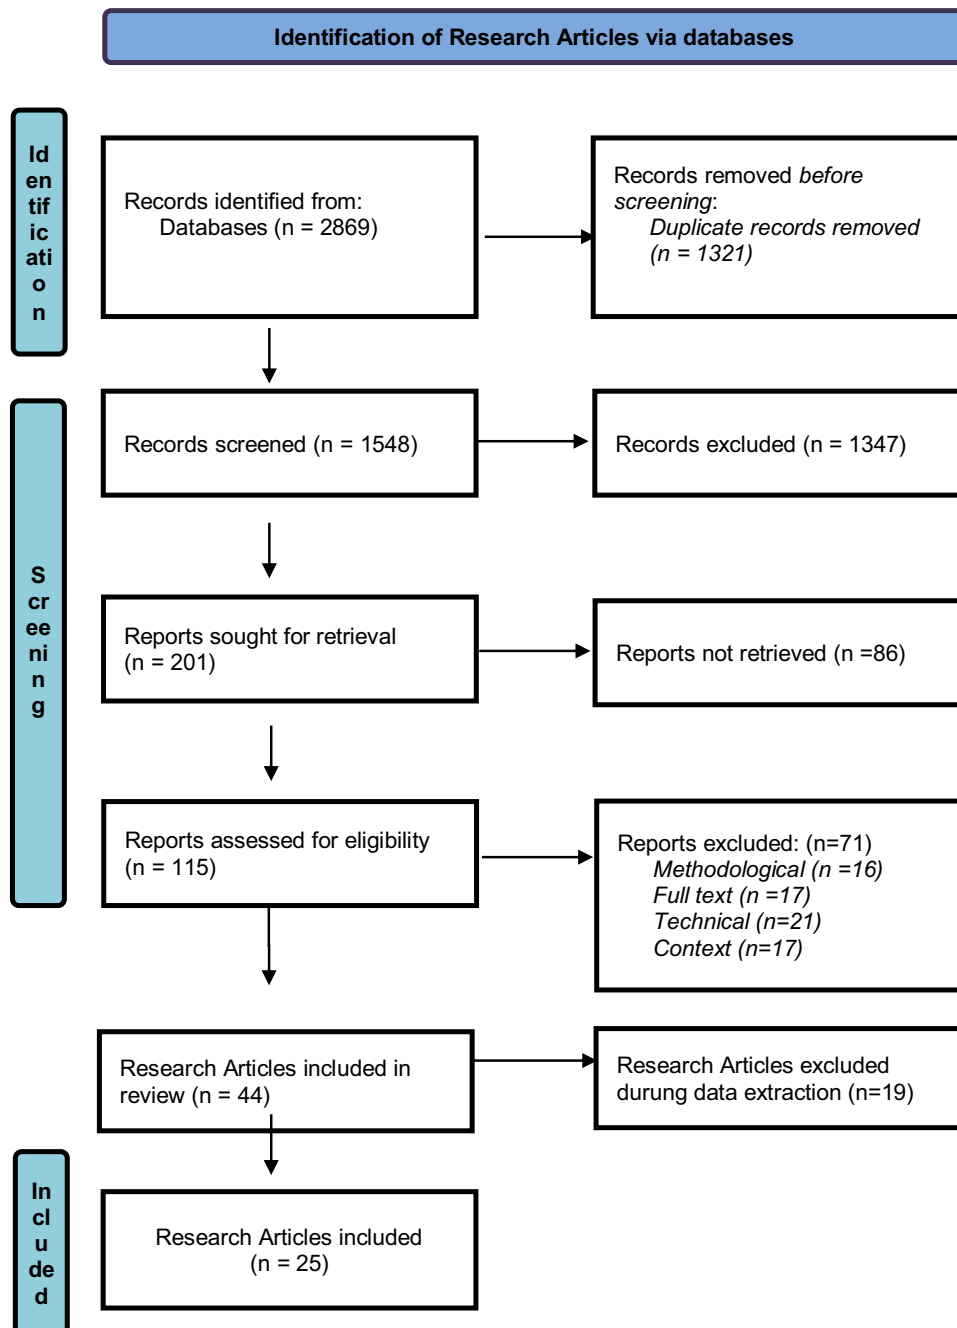 Identification of Research Articles via databases
Id
en
tif
ic
ati
o
n
Records identified from:
Databases (n = 2869)
Records removed before
screening:
Duplicate records removed
(n = 1321)
S
cr
ee
ni
n
g
Records screened (n = 1548)
Records excluded (n = 1347)
Reports sought for retrieval
(n = 201)
Reports not retrieved (n =86)
Reports assessed for eligibility
(n = 115)
Reports excluded: (n=71)
Methodological (n =16)
Full text (n =17)
Technical (n=21)
Context (n=17)
Research Articles included in
review (n = 44)
Research Articles excluded
durung data extraction (n=19)
In
cl
u
de
d
Research Articles included
(n = 25)